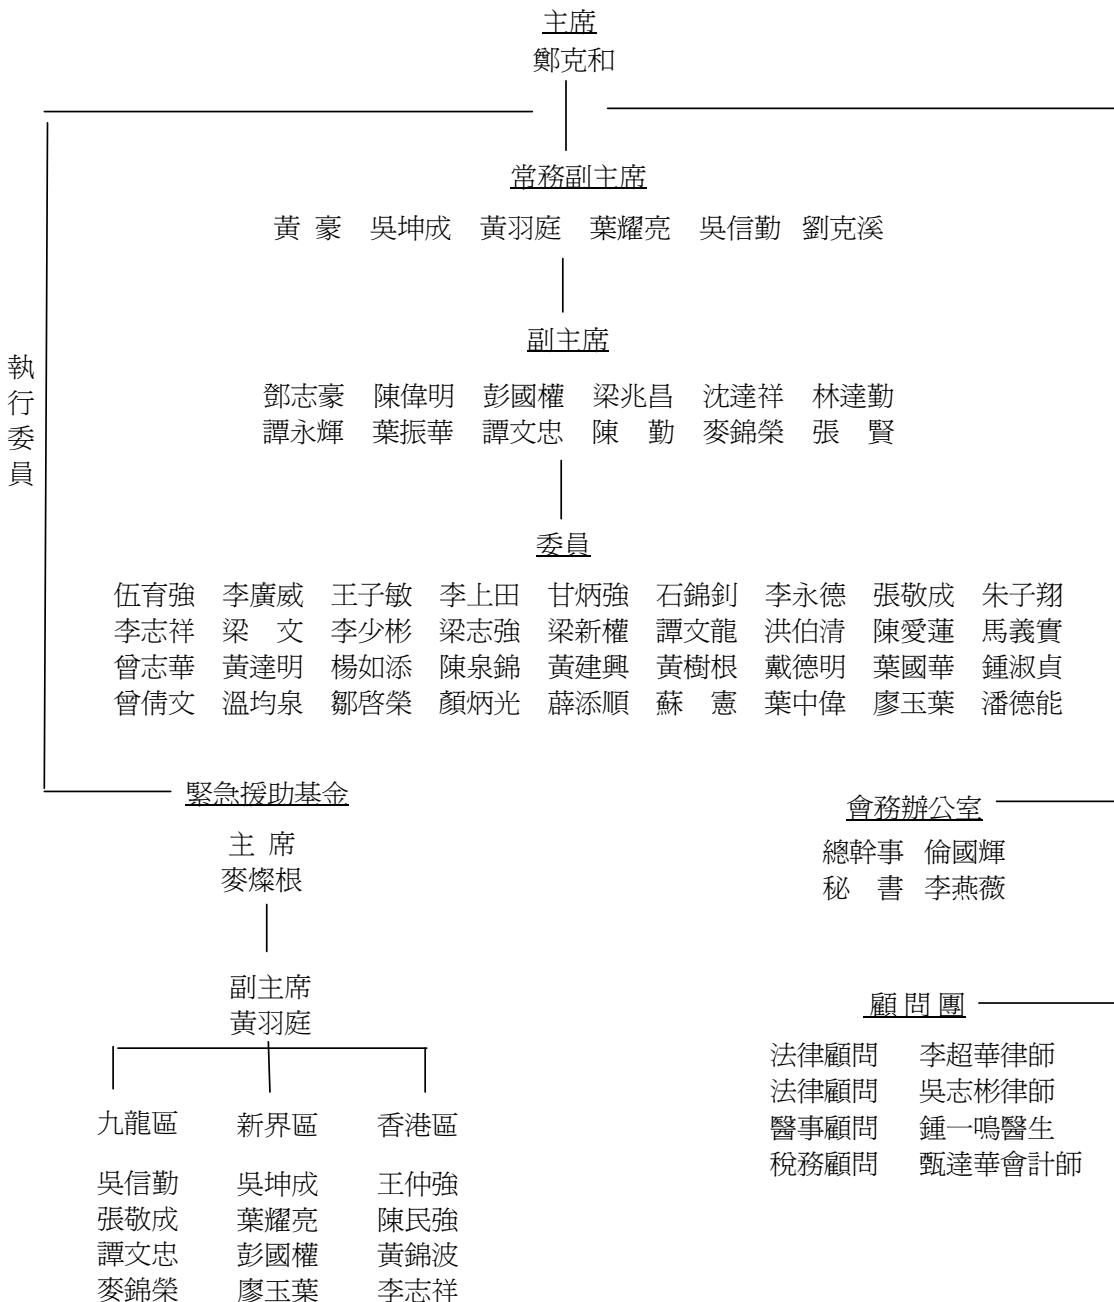 主席
鄭克和
常務副主席
黃 豪 吳坤成 黃羽庭 葉耀亮 吳信勤 劉克溪
副主席
鄧志豪 陳偉明 彭國權 梁兆昌 沈達祥 林達勤
譚永輝 葉振華 譚文忠 陳 勤 麥錦榮 張 賢
執行委員
委員
伍育強 李廣威 王子敏 李上田 甘炳強 石錦釗 李永德 張敬成 朱子翔
李志祥 梁 文 李少彬 梁志強 梁新權 譚文龍 洪伯清 陳愛蓮 馬義實
曾志華 黃達明 楊如添 陳泉錦 黃建興 黃樹根 戴德明 葉國華 鍾淑貞
曾倩文 溫均泉 鄒啓榮 顏炳光 薜添順 蘇 憲 葉中偉 廖玉葉 潘德能
緊急援助基金
主 席
麥燦根
副主席
黃羽庭
九龍區 新界區 香港區
吳信勤 吳坤成 王仲強
張敬成 葉耀亮 陳民強
譚文忠 彭國權 黃錦波
麥錦榮 廖玉葉 李志祥
會務辦公室
總幹事 倫國輝
秘 書 李燕薇
顧 問 團
法律顧問 李超華律師
法律顧問 吳志彬律師
醫事顧問 鍾一鳴醫生
稅務顧問 甄達華會計師